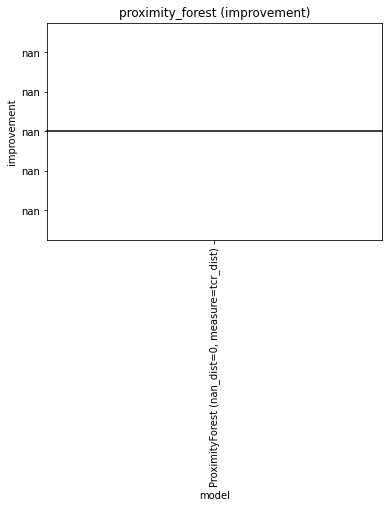 proximity_forest (improvement)
nan
nan
nan
nan
nan
improvement
ProximityForest (nan_dist=0, measure=tcr_dist)
model